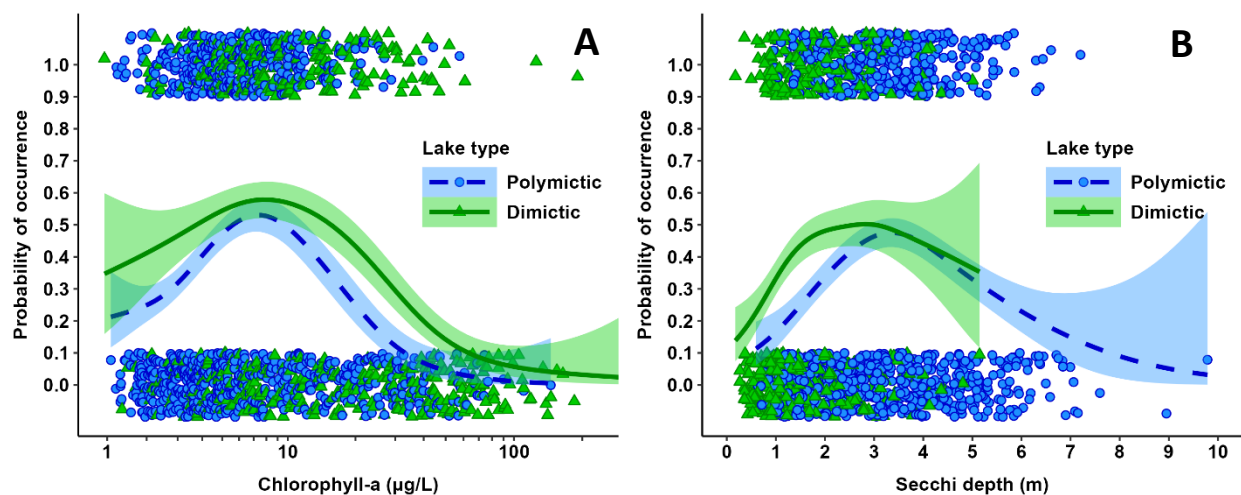 A
Probability of occurrence
1.0
0.9
0.8
0.7
0.6
0.5
0.4
0.3
0.2
0.1
0.0
Lake type
Polymictic
Dimictic
1
10
100
Chlorophyll-a (µg/L)
B
Probability of occurrence
1.0
0.9
0.8
0.7
0.6
0.5
0.4
0.3
0.2
0.1
0.0
Lake type
Polymictic
Dimictic
0 1 2 3 4 5 6 7 8 9 10
Secchi depth (m)